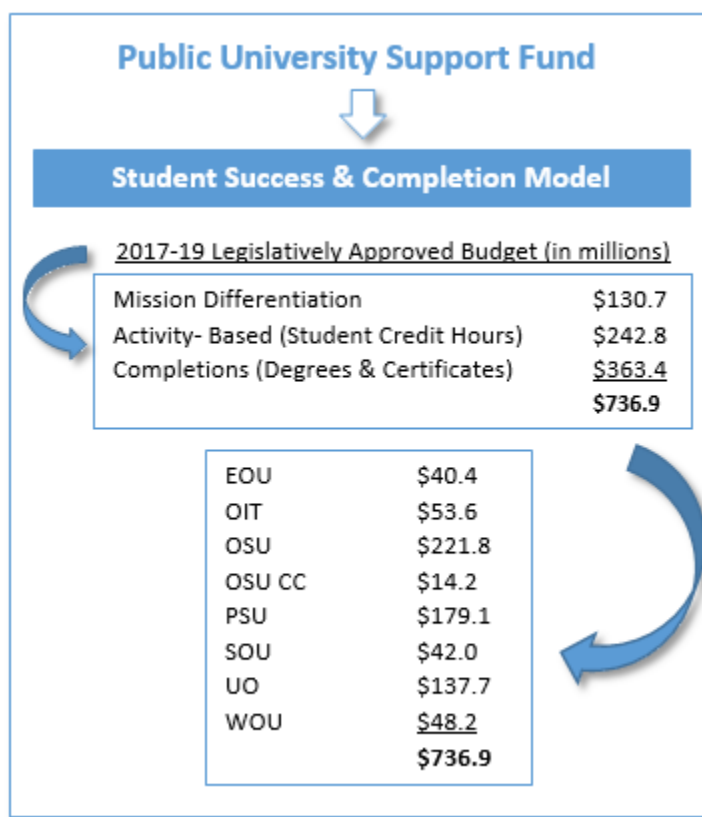 Public University Support Fund
Student Success & Completion Model
2017-19 Legislatively Approved Budget (in millions)
Mission Differentiation $130.7
Activity- Based (Student Credit Hours) $242.8
Completions (Degrees & Certificates) $363.4
$736.9
EOU $40.4
OIT $53.6
OSU $221.8
OSU CC $14.2
PSU $179.1
SOU $42.0
UO $137.7
WOU $48.2
$736.9